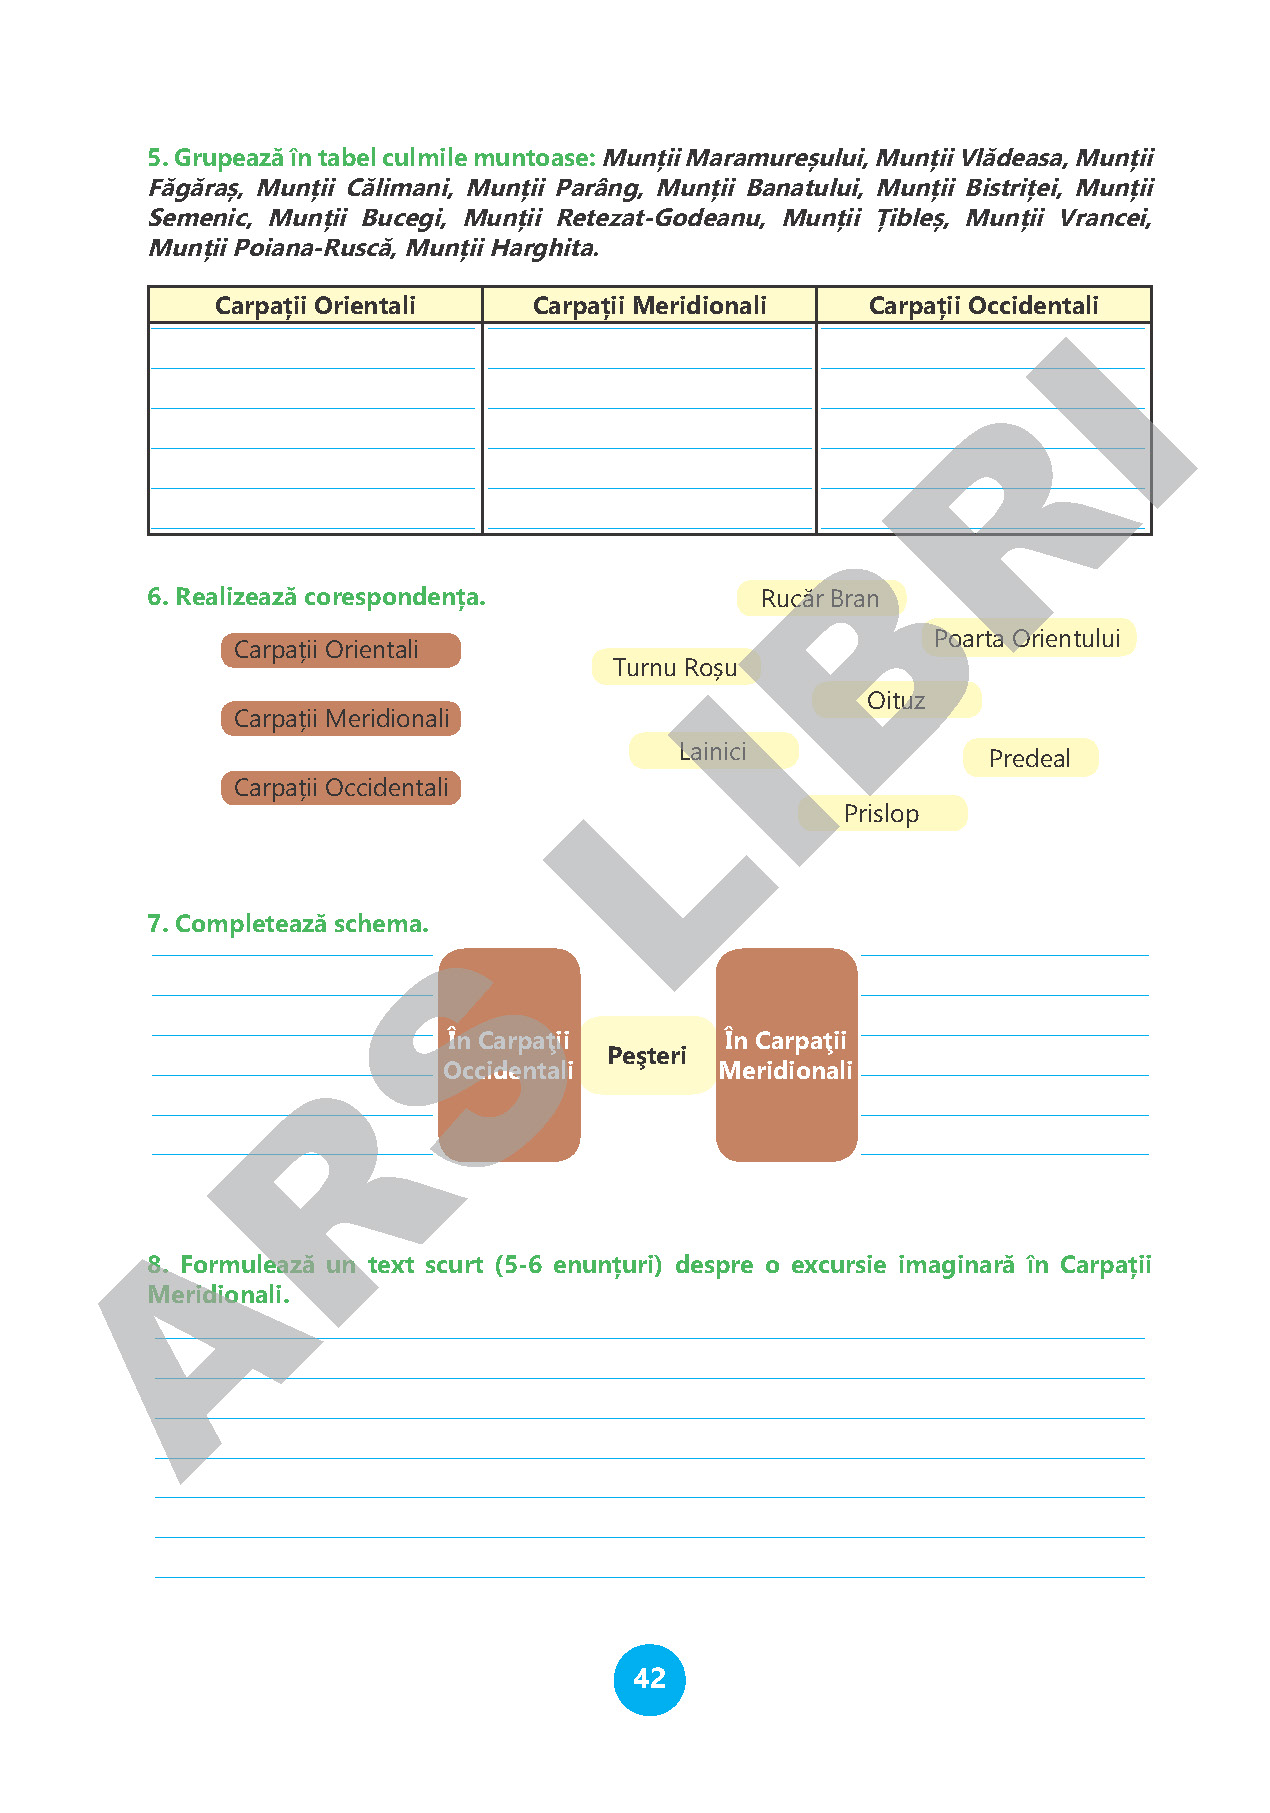 5. Grupează în tabel culmile muntoase: Munții Maramureșului, Munții Vlădeasa, Munții
Făgăraș, Munții Călimani, Munții Parâng, Munții Banatului, Munții Bistriței, Munții
Semenic, Munții Bucegi, Munții Retezat-Godeanu, Munții Țibleș, Munții Vrancei,
Munții Poiana-Ruscă, Munții Harghita.
Carpații Orientali Carpații Meridionali Carpații Occidentali
6. Realizează corespondența.
Carpații Orientali
Carpații Meridionali
Carpații Occidentali
Rucăr Bran
Poarta Orientului
Turnu Roșu
Oituz
Lainici
Predeal
Prislop
7. Completează schema.
În Carpaţii
Occidentali
Peşteri
În Carpaţii
Meridionali
8. Formulează un text scurt (5-6 enunțuri) despre o excursie imaginară în Carpații
Meridionali.
42
ARS LIBRI